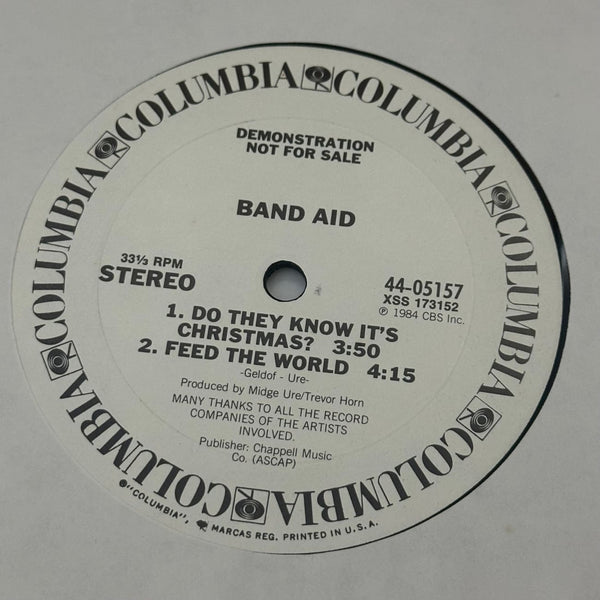 COLUMBIA COLUMBIA COLUMBIA COLUMBIA COLUMBIA COLUMBIA COLUMBIA
DEMONSTRATION
NOT FOR SALE
BAND AID
33⅓ RPM
STEREO
44-05157
XSS 173152
℗ 1984 CBS Inc.
1. DO THEY KNOW IT'S
CHRISTMAS? 3:50
2. FEED THE WORLD 4:15
-Geldof - Ure-
Produced by Midge Ure/Trevor Horn
MANY THANKS TO ALL THE RECORD
COMPANIES OF THE ARTISTS
INVOLVED.
Publisher: Chappell Music
Co. (ASCAP)
"COLUMBIA", MARCAS REG. PRINTED IN U.S.A.